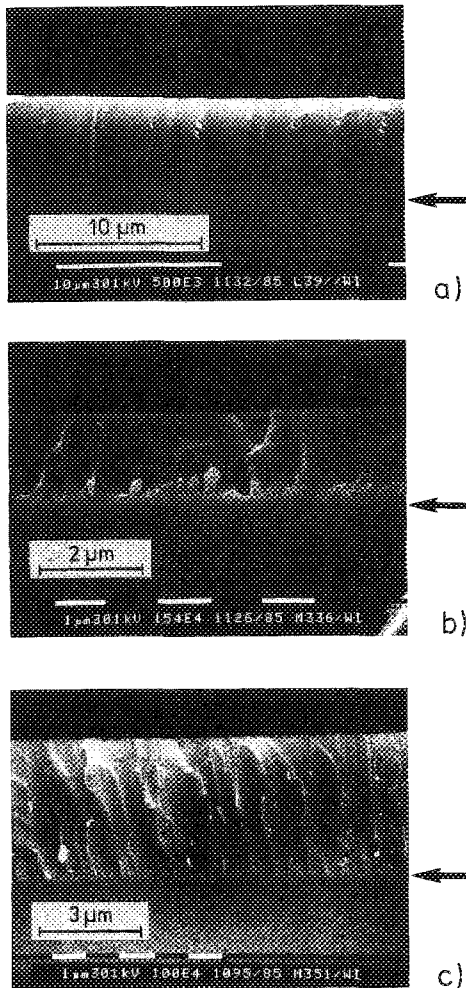 10 μm
10μm301kV 500E3 1132/85 L39//WI
a)
2 μm
1μm301kV 154E4 1126/85 M336/WI
b)
3 μm
1μm301kV 100E4 1095/85 M351/WI
c)